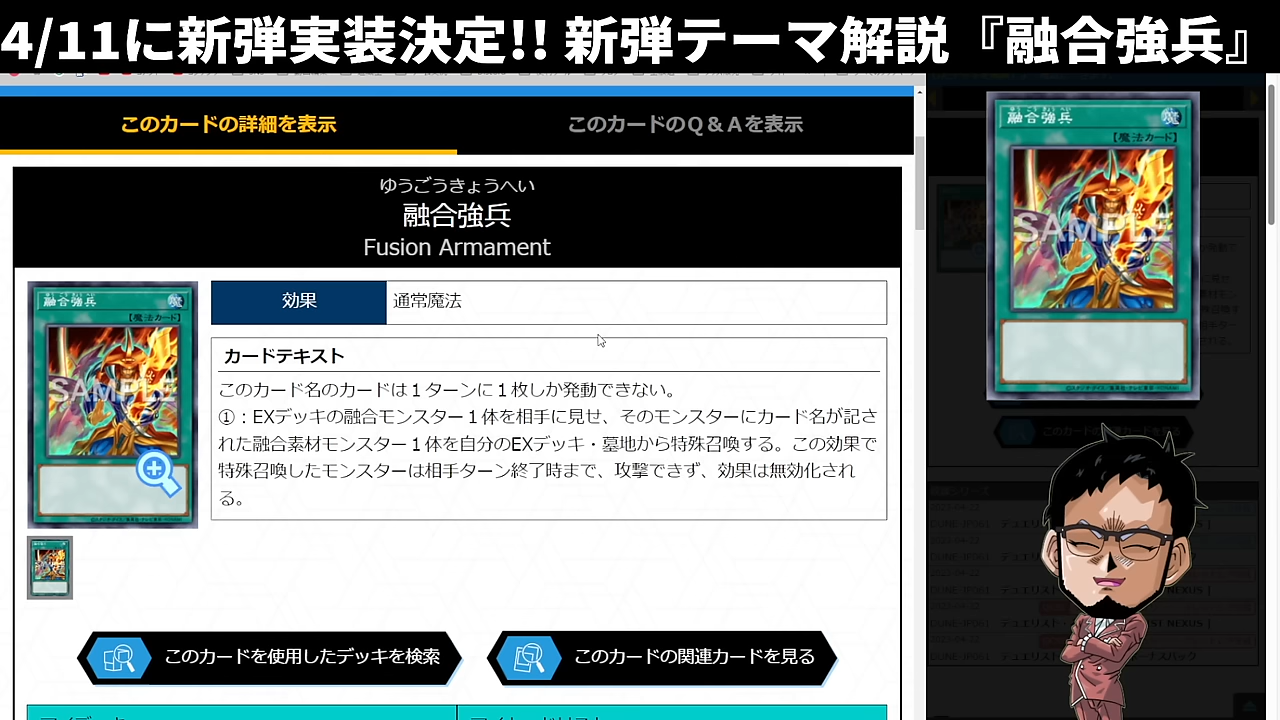 4/11に新弾実装決定!! 新弾テーマ解説『融合強兵』
このカードの詳細を表示
このカードのＱ＆Ａを表示
ゆうごうきょうへい
融合強兵
Fusion Armament
融合強兵
魔
【魔法カード】
SAMPLE
効果
通常魔法
カードテキスト
このカード名のカードは１ターンに１枚しか発動できない。
①：EXデッキの融合モンスター１体を相手に見せ、そのモンスターにカード名が記さ
れた融合素材モンスター１体を自分のEXデッキ・墓地から特殊召喚する。この効果で
特殊召喚したモンスターは相手ターン終了時まで、攻撃できず、効果は無効化され
る。
このカードを使用したデッキを検索
このカードの関連カードを見る
融合強兵
魔
【魔法カード】
SAMPLE